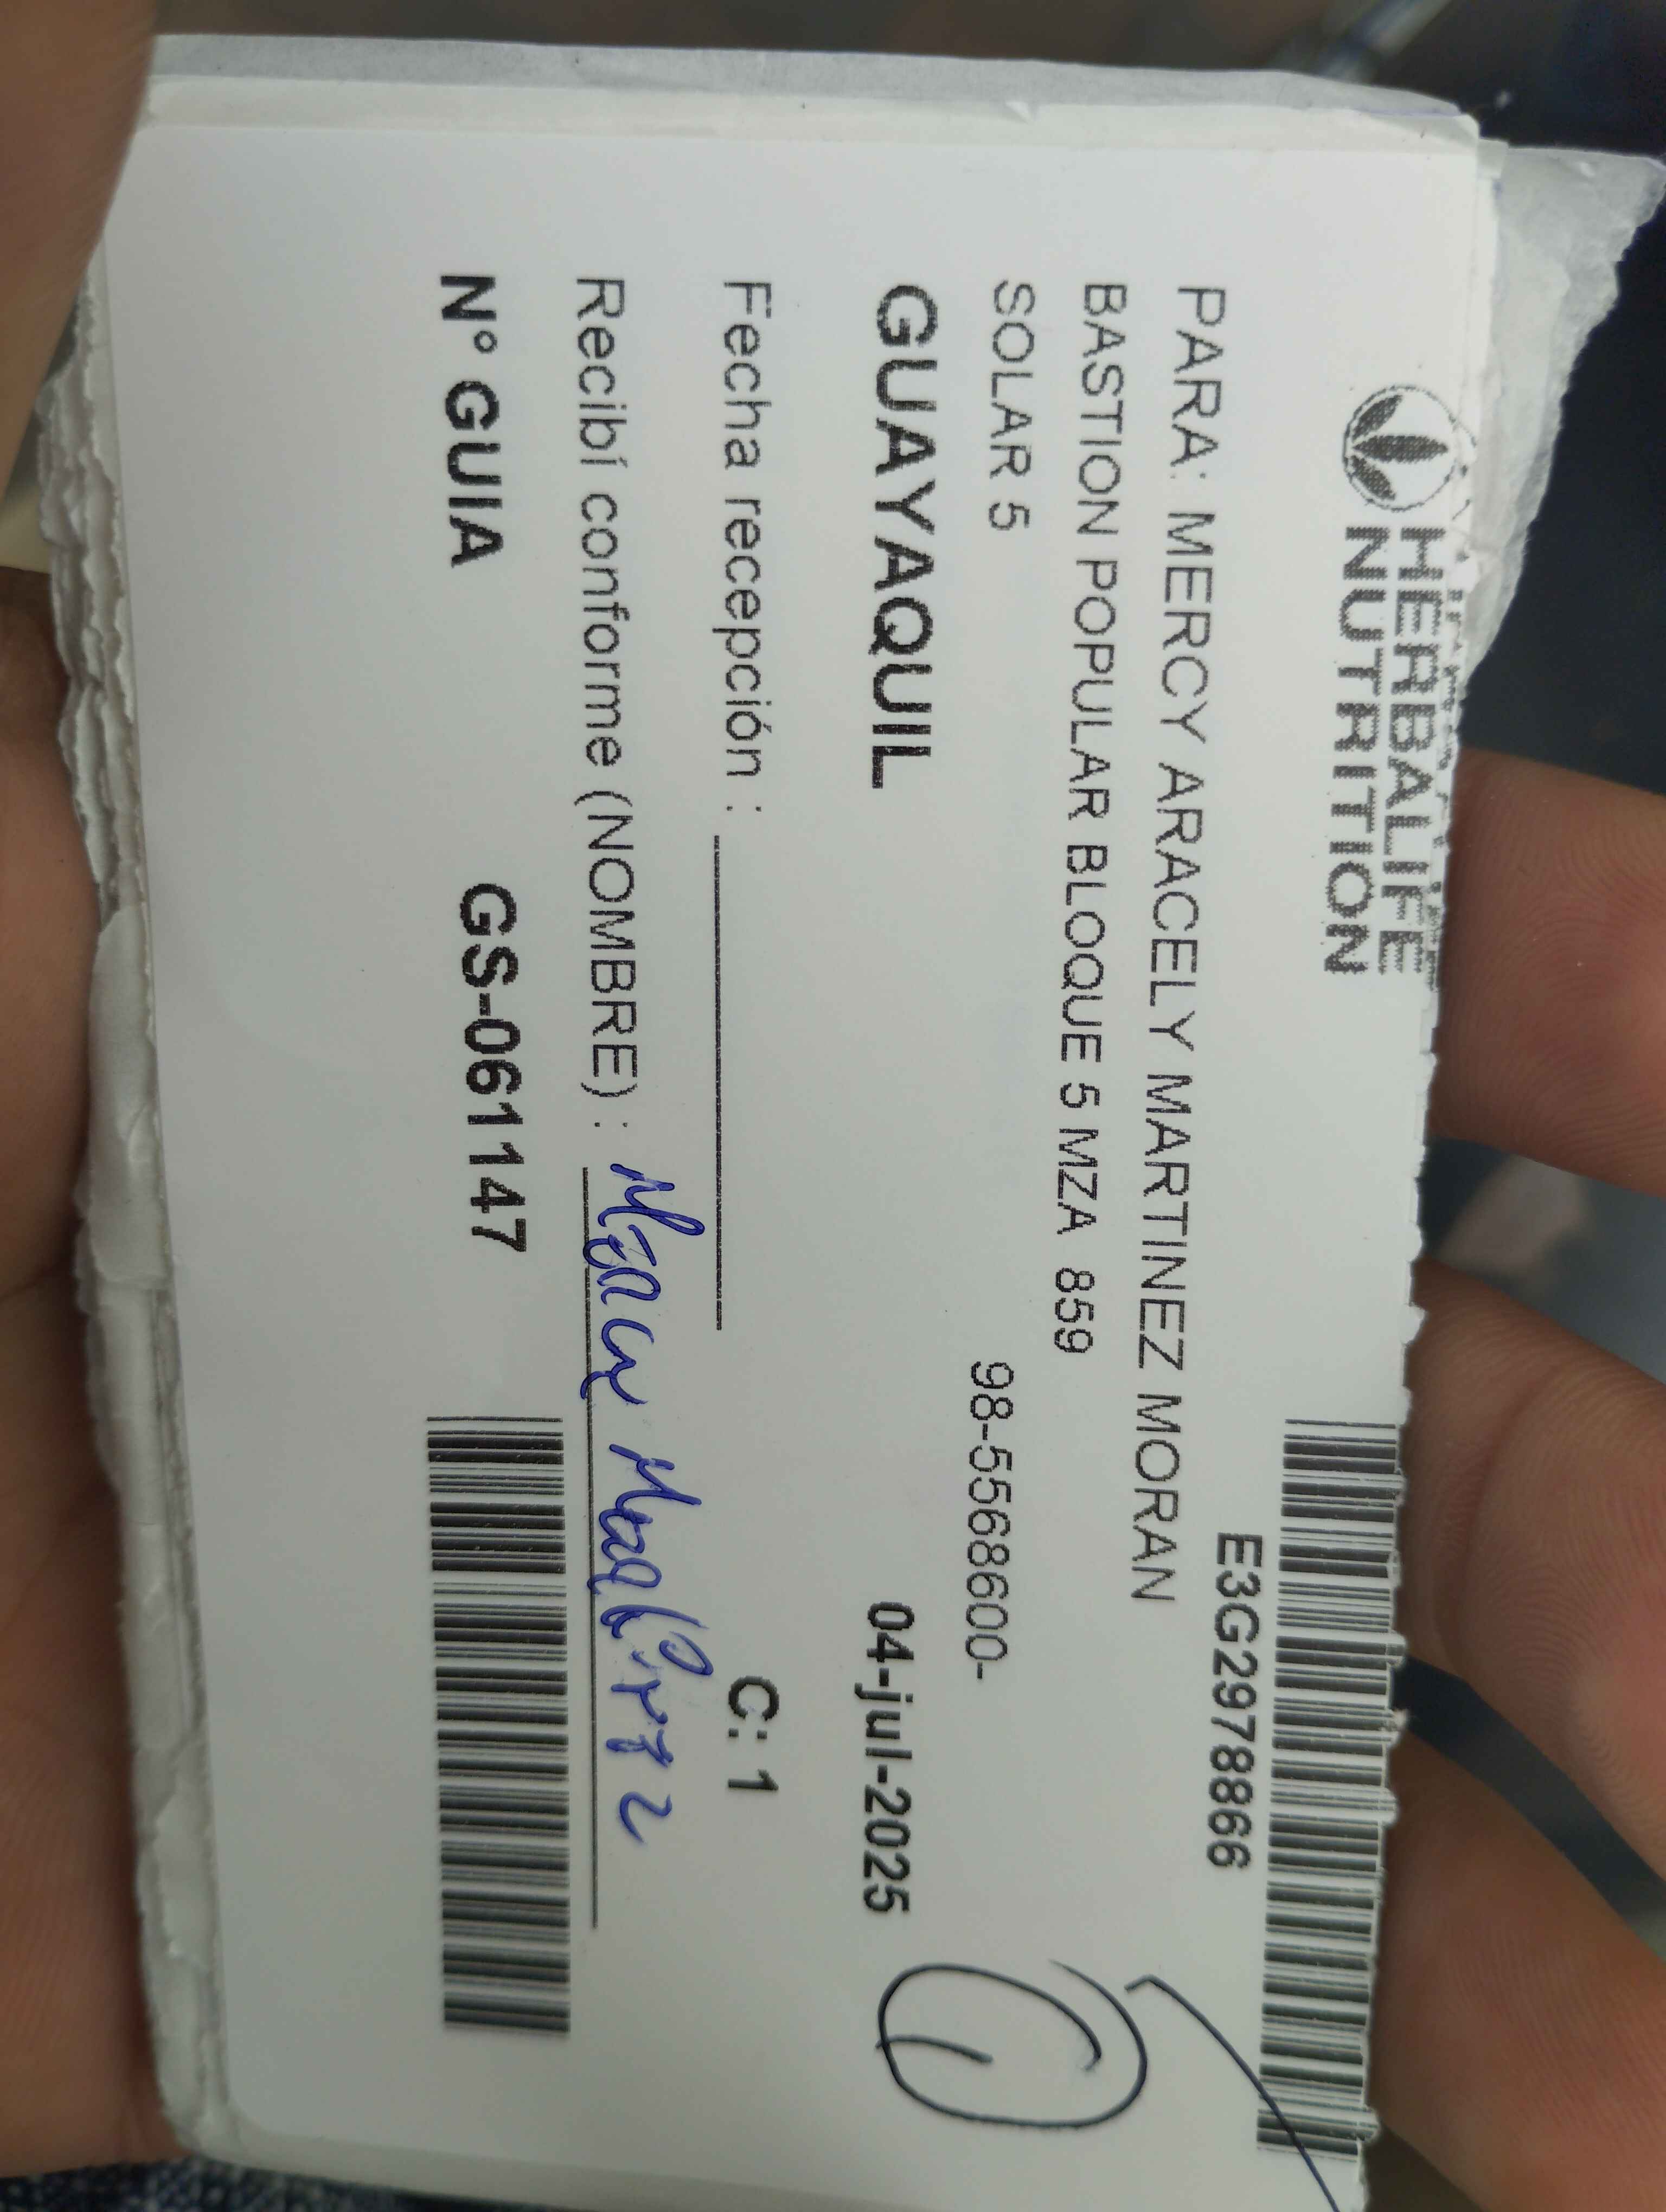 HERBALIFE
NUTRITION
E3G2978866
PARA: MERCY ARACELY MARTINEZ MORAN
BASTION POPULAR BLOQUE 5 MZA 859
SOLAR 5
98-5568600-
GUAYAQUIL 04-jul-2025
Fecha recepción :
C: 1
Recibí conforme (NOMBRE) :
N° GUIA GS-061147